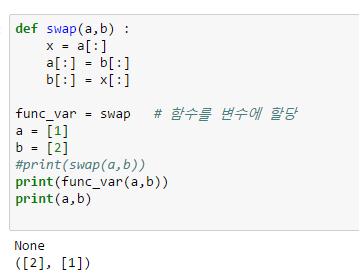 def swap(a,b) :
    x = a[:]
    a[:] = b[:]
    b[:] = x[:]

func_var = swap   # 함수를 변수에 할당
a = [1]
b = [2]
#print(swap(a,b))
print(func_var(a,b))
print(a,b)

None
([2], [1])